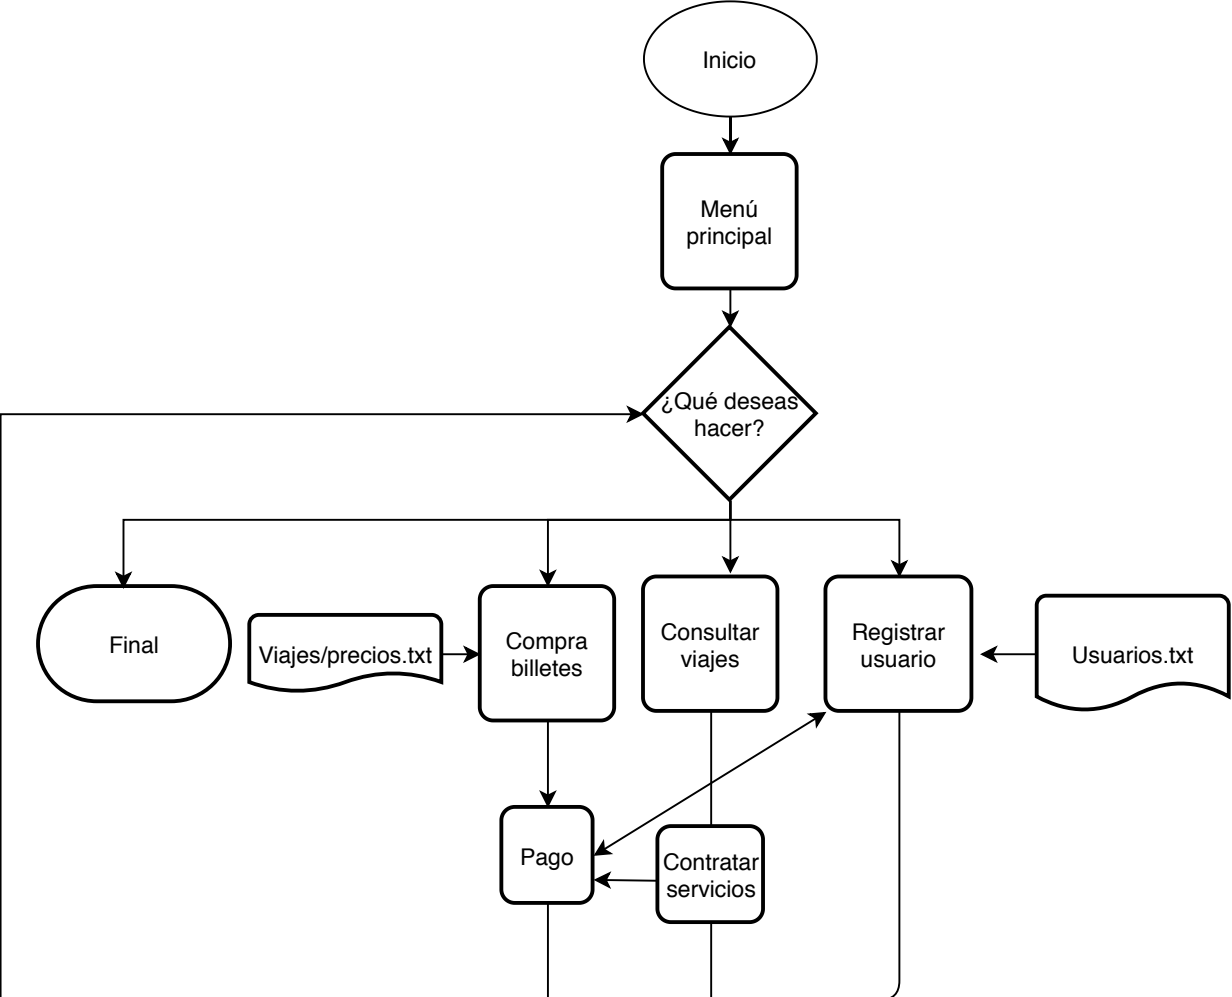 Inicio
Menú
principal
¿Qué deseas
hacer?
Final
Viajes/precios.txt
Compra
billetes
Consultar
viajes
Registrar
usuario
Usuarios.txt
Pago
Contratar
servicios